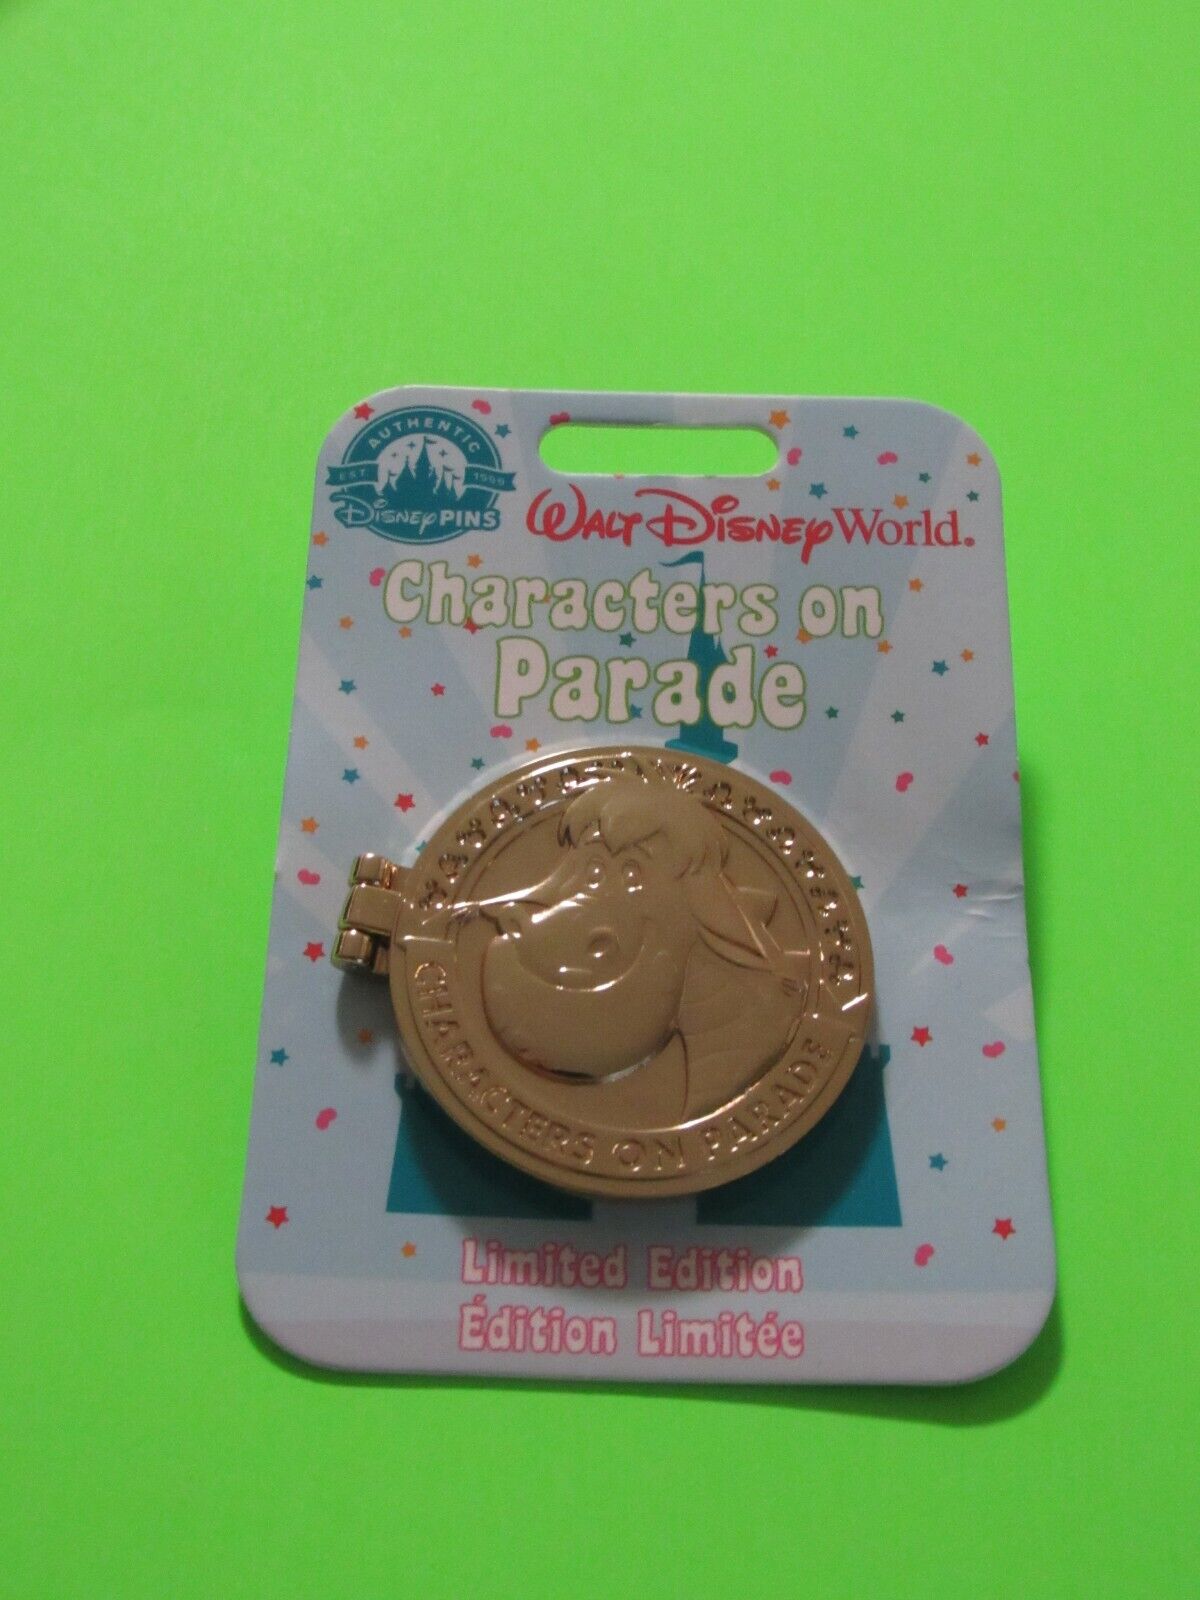 AUTHENTIC
EST. 1999
Disney PINS
Walt Disney World.
Characters on
Parade
CHARACTERS ON PARADE
Limited Edition
Édition Limitée